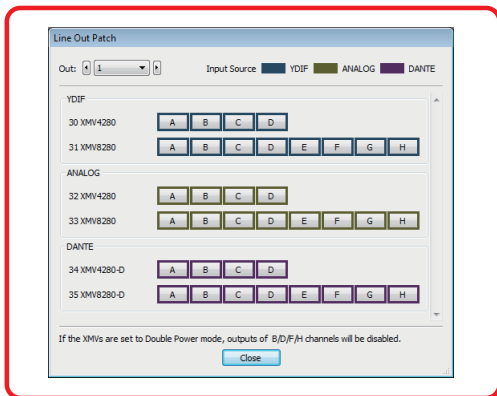 Line Out Patch
Out: 1 Input Source YDIF ANALOG DANTE
YDIF
30 XMV4280 A B C D
31 XMV8280 A B C D E F G H
ANALOG
32 XMV4280 A B C D
33 XMV8280 A B C D E F G H
DANTE
34 XMV4280-D A B C D
35 XMV8280-D A B C D E F G H
If the XMVs are set to Double Power mode, outputs of B/D/F/H channels will be disabled.
Close